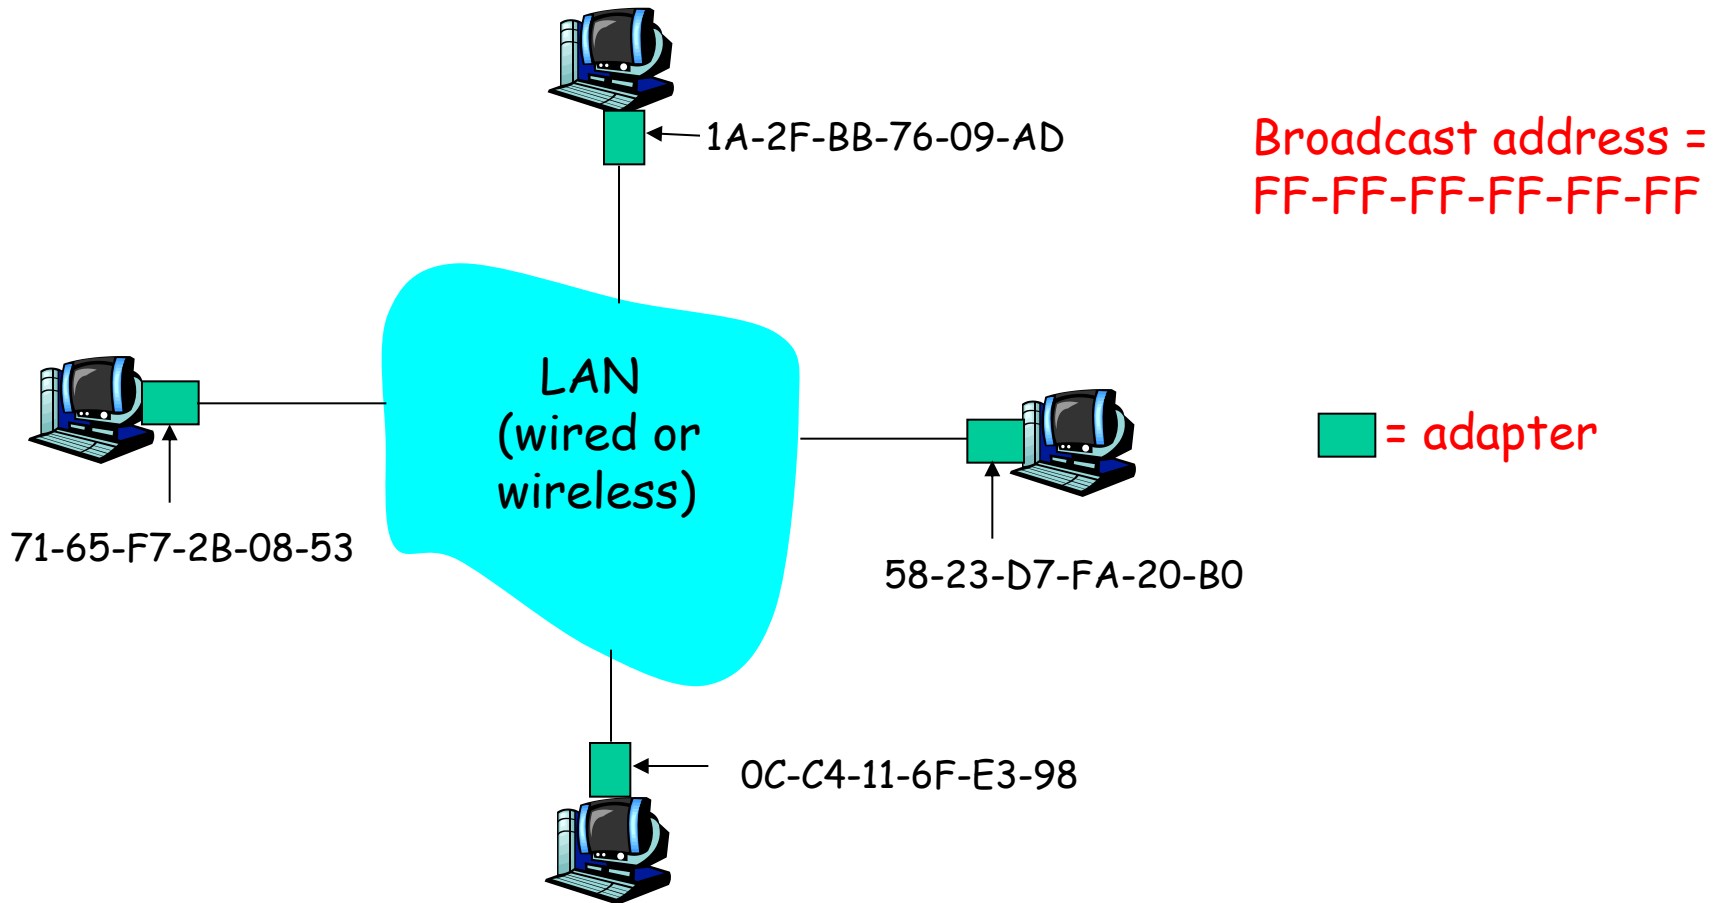 1A-2F-BB-76-09-AD
Broadcast address =
FF-FF-FF-FF-FF-FF
LAN
(wired or
wireless)
= adapter
71-65-F7-2B-08-53
58-23-D7-FA-20-B0
0C-C4-11-6F-E3-98